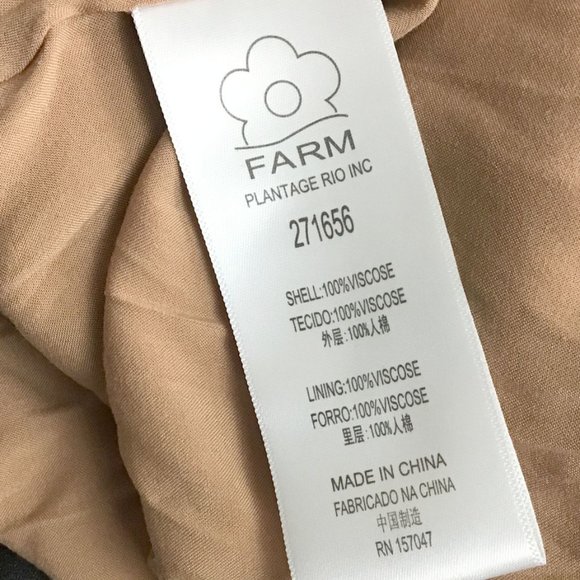 FARM
PLANTAGE RIO INC
271656
SHELL:100%VISCOSE
TECIDO:100%VISCOSE
外层:100%人棉
LINING:100%VISCOSE
FORRO:100%VISCOSE
里层:100%人棉
MADE IN CHINA
FABRICADO NA CHINA
中国制造
RN 157047